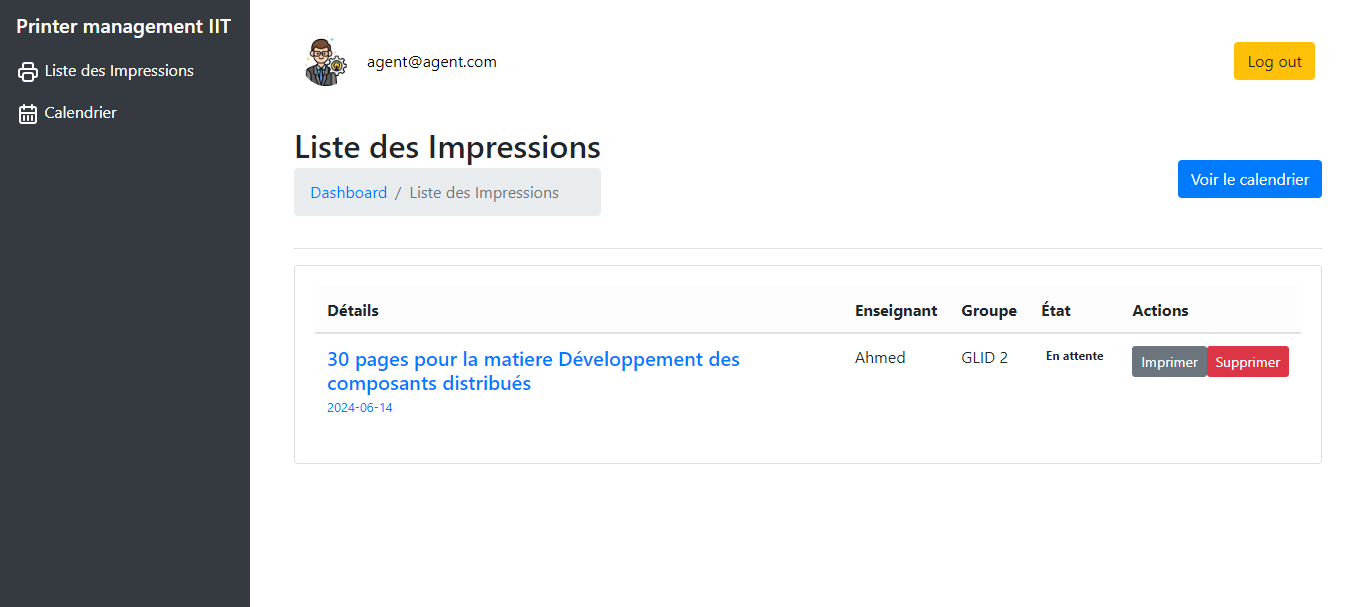 Printer management IIT
Liste des Impressions
Calendrier
agent@agent.com
Log out
Liste des Impressions
Dashboard / Liste des Impressions
Voir le calendrier
Détails Enseignant Groupe État Actions
30 pages pour la matiere Développement des Ahmed GLID 2 En attente Imprimer Supprimer
composants distribués
2024-06-14